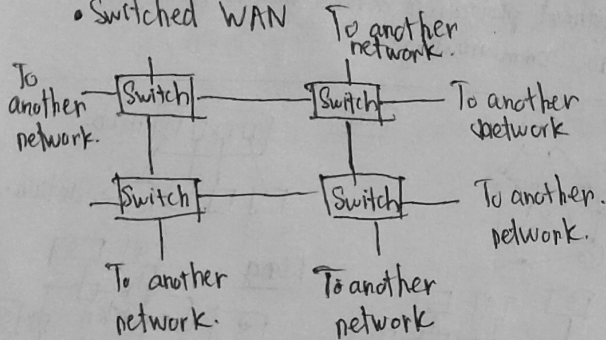 • Switched WAN
To another
network.
To
another
network.
Switch
Switch
To another
network
Switch
Switch
To another.
network.
To another
network.
To another
network